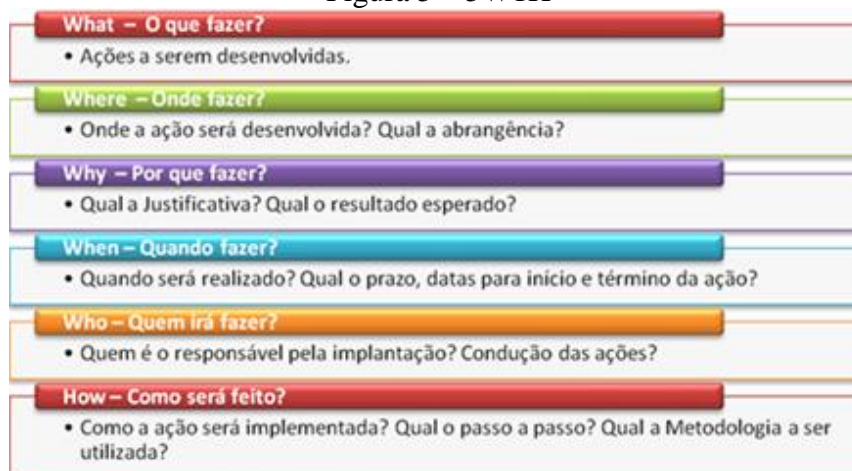 What – O que fazer?
• Ações a serem desenvolvidas.
Where – Onde fazer?
• Onde a ação será desenvolvida? Qual a abrangência?
Why – Por que fazer?
• Qual a Justificativa? Qual o resultado esperado?
When – Quando fazer?
• Quando será realizado? Qual o prazo, datas para início e término da ação?
Who – Quem irá fazer?
• Quem é o responsável pela implantação? Condução das ações?
How – Como será feito?
• Como a ação será implementada? Qual o passo a passo? Qual a Metodologia a ser
utilizada?